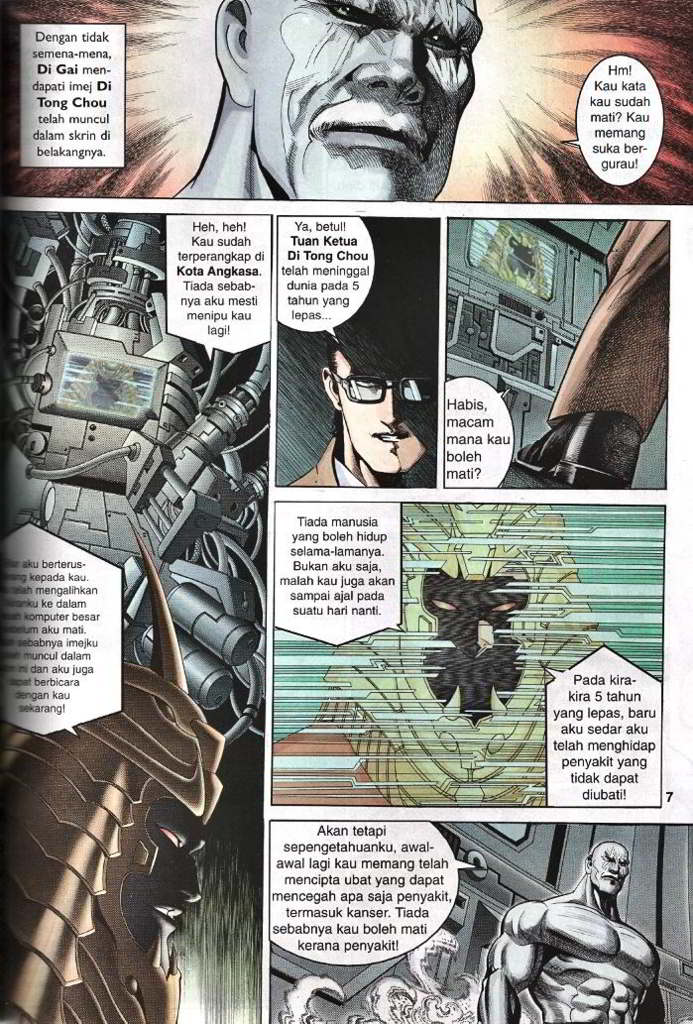 Dengan tidak
semena-mena,
Di Gai men-
dapati imej Di
Tong Chou
telah muncul
dalam skrin di
belakangnya.
Hm!
Kau kata
kau sudah
mati? Kau
memang
suka ber-
gurau!
Heh, heh!
Kau sudah
terperangkap di
Kota Angkasa.
Tiada sebab-
nya aku mesti
menipu kau
lagi!
Ya, betul!
Tuan Ketua
Di Tong Chou
telah meninggal
dunia pada 5
tahun yang
lepas...
Habis,
macam
mana kau
boleh
mati?
aku berterus-
kepada kau.
mengalihkan
ke dalam
komputer besar
aku mati.
sebabnya imejku
muncul dalam
ini dan aku juga
berbicara
dengan kau
sekarang!
Tiada manusia
yang boleh hidup
selama-lamanya.
Bukan aku saja,
malah kau juga akan
sampai ajal pada
suatu hari nanti.
Pada kira-
kira 5 tahun
yang lepas, baru
aku sedar aku
telah menghidap
penyakit yang
tidak dapat
diubati!
7
Akan tetapi
sepengetahuanku, awal-
awal lagi kau memang telah
mencipta ubat yang dapat
mencegah apa saja penyakit,
termasuk kanser. Tiada
sebabnya kau boleh mati
kerana penyakit!